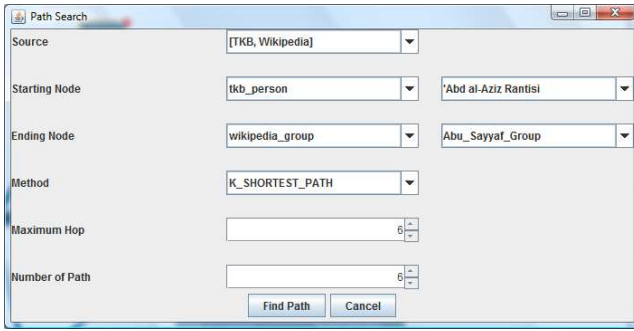 Path Search
Source [TKB, Wikipedia]
Starting Node tkb_person 'Abd al-Aziz Rantisi
Ending Node wikipedia_group Abu_Sayyaf_Group
Method K_SHORTEST_PATH
Maximum Hop 6
Number of Path 6
Find Path Cancel